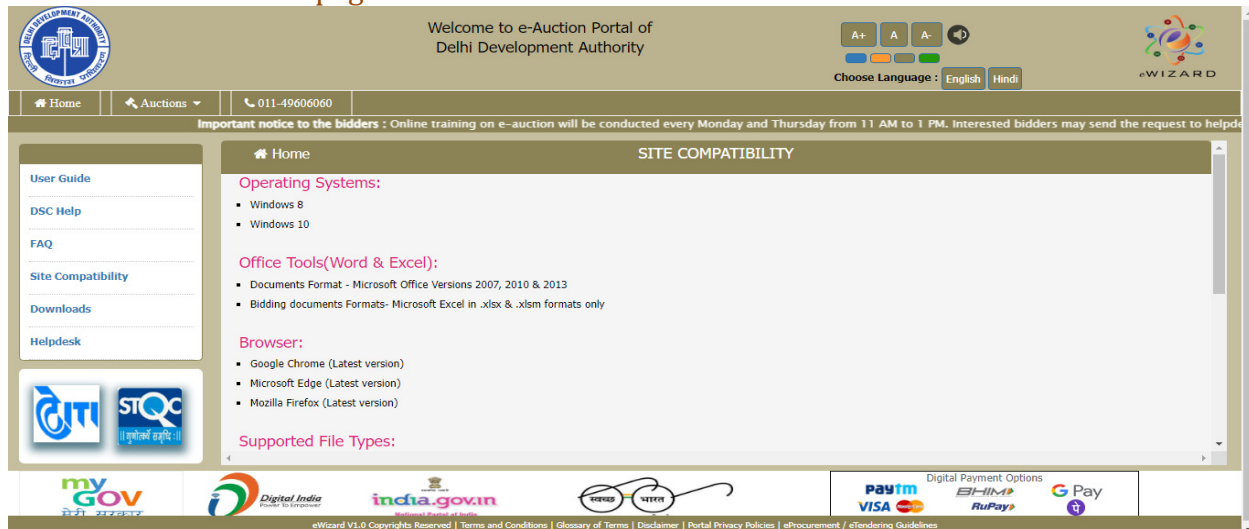 Welcome to e-Auction Portal of
Delhi Development Authority
A+ A A-
Choose Language : English Hindi
eWIZARD
Home Auctions 011-49606060
Important notice to the bidders : Online training on e-auction will be conducted every Monday and Thursday from 11 AM to 1 PM. Interested bidders may send the request to helpde
Home SITE COMPATIBILITY
User Guide
DSC Help
FAQ
Site Compatibility
Downloads
Helpdesk
Operating Systems:
Windows 8
Windows 10
Office Tools(Word & Excel):
Documents Format - Microsoft Office Versions 2007, 2010 & 2013
Bidding documents Formats- Microsoft Excel in .xlsx & .xlsm formats only
Browser:
Google Chrome (Latest version)
Microsoft Edge (Latest version)
Mozilla Firefox (Latest version)
Supported File Types:
STQC
my
GOV
मेरी सरकार
Digital India
Power To Empower
india.gov.in
National Portal of India
स्वच्छ भारत
Digital Payment Options
Paytm BHIM G Pay
VISA RuPay
eWizard V1.0 Copyrights Reserved | Terms and Conditions | Glossary of Terms | Disclaimer | Portal Privacy Policies | eProcurement / eTendering Guidelines